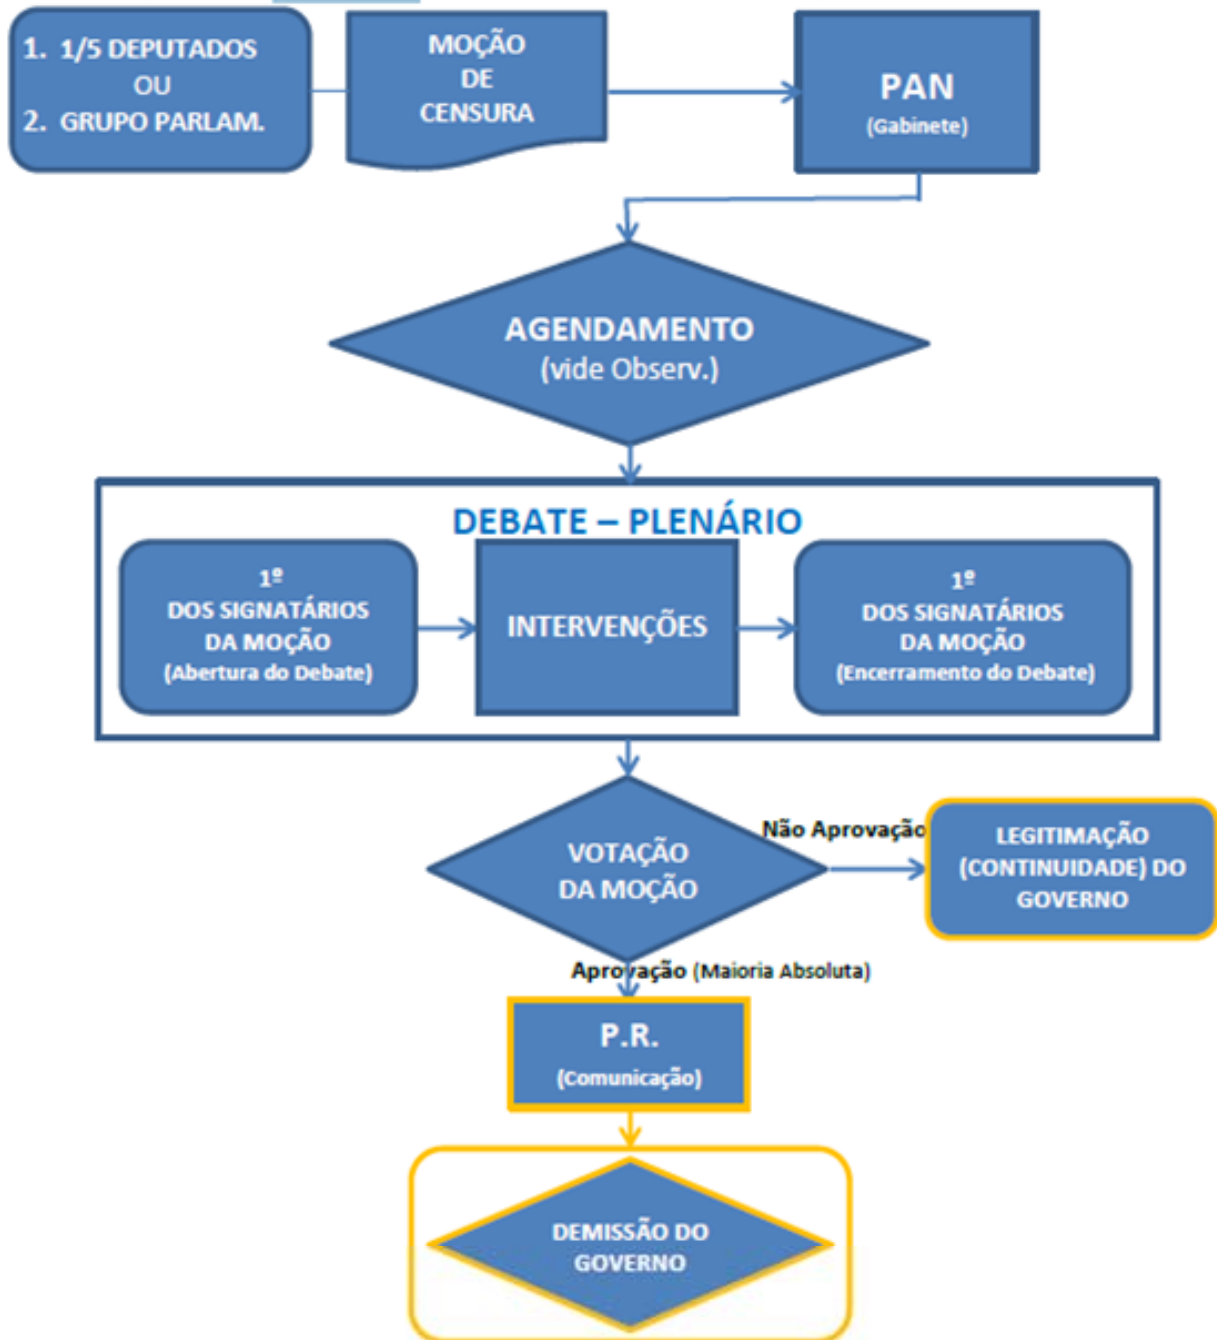 1. 1/5 DEPUTADOS
OU
2. GRUPO PARLAM.
MOÇÃO
DE
CENSURA
PAN
(Gabinete)
AGENDAMENTO
(vide Observ.)
DEBATE – PLENÁRIO
1º
DOS SIGNATÁRIOS
DA MOÇÃO
(Abertura do Debate)
INTERVENÇÕES
1º
DOS SIGNATÁRIOS
DA MOÇÃO
(Encerramento do Debate)
VOTAÇÃO
DA MOÇÃO
Não Aprovação
LEGITIMAÇÃO
(CONTINUIDADE) DO
GOVERNO
Aprovação (Maioria Absoluta)
P.R.
(Comunicação)
DEMISSÃO DO
GOVERNO